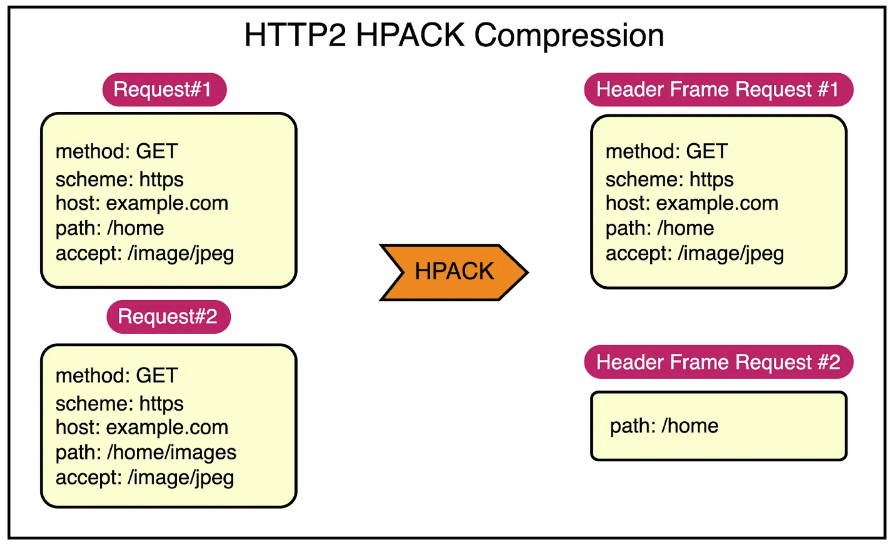 HTTP2 HPACK Compression
Request#1
method: GET
scheme: https
host: example.com
path: /home
accept: /image/jpeg
Request#2
method: GET
scheme: https
host: example.com
path: /home/images
accept: /image/jpeg
HPACK
Header Frame Request #1
method: GET
scheme: https
host: example.com
path: /home
accept: /image/jpeg
Header Frame Request #2
path: /home